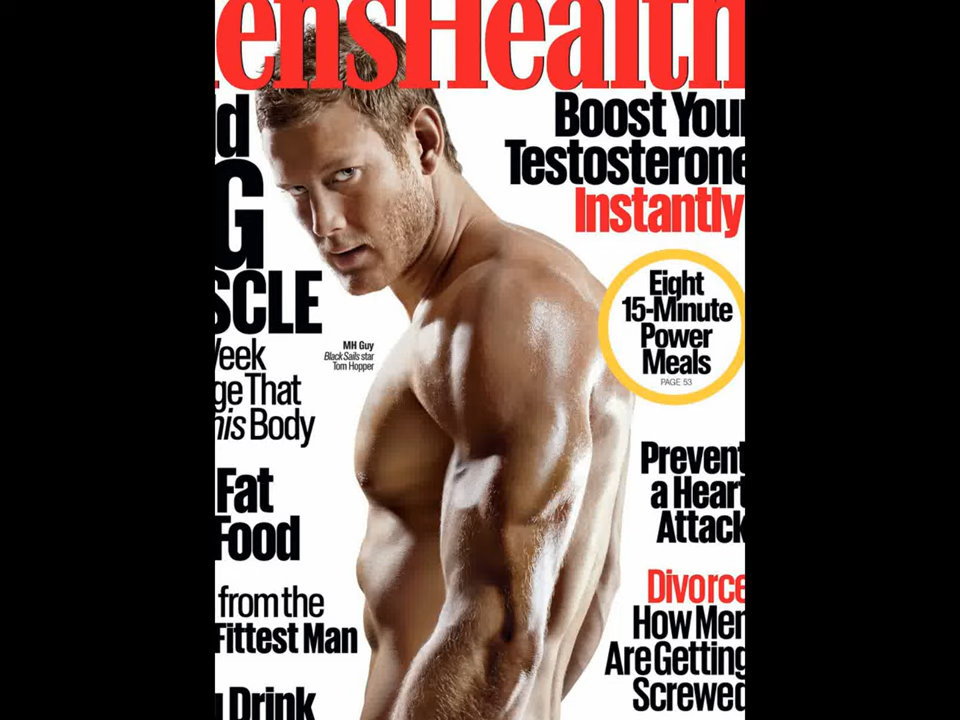 ensHealth
d
G
SCLE
eek
ge That
his Body
Fat
Food
from the
Fittest Man
Drink
MH Guy
Black Sails star
Tom Hopper
Boost Your
Testosterone
Instantly
Eight
15-Minute
Power
Meals
PAGE 53
Prevent
a Heart
Attack
Divorce
How Men
Are Getting
Screwed